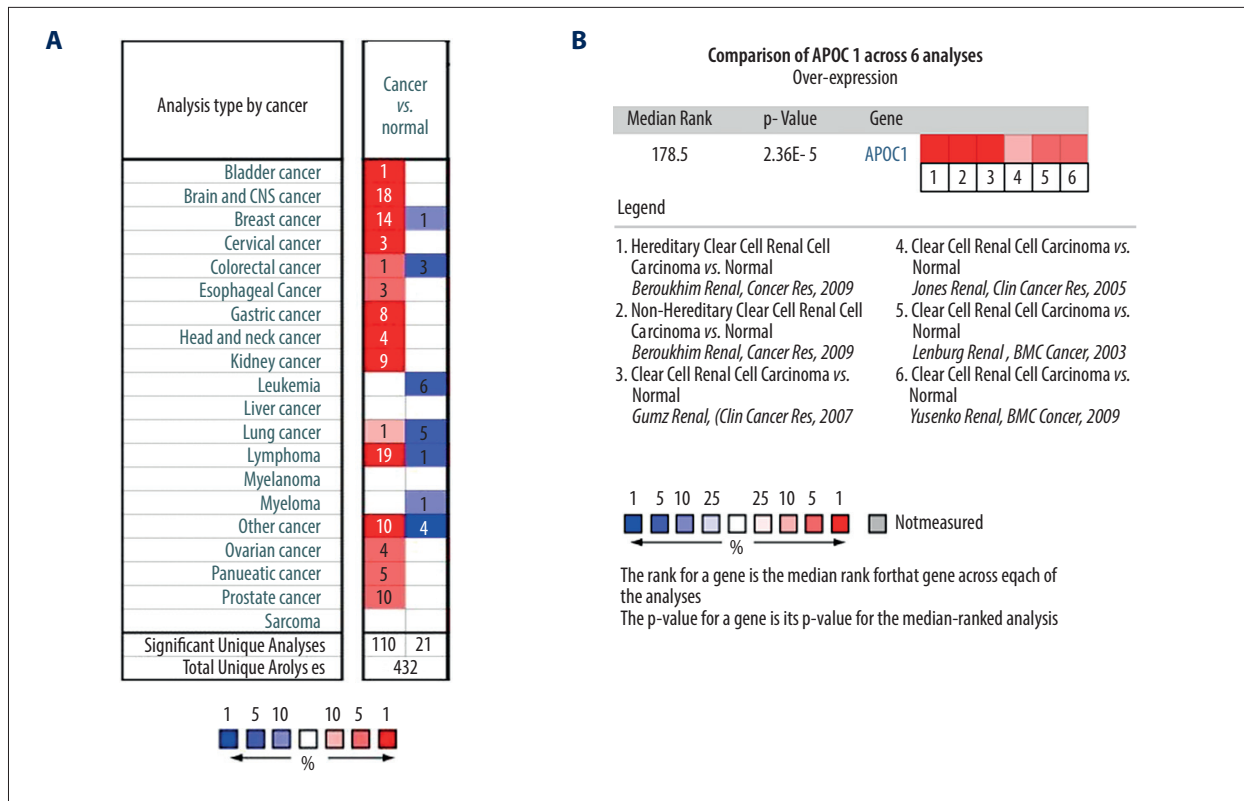 A
Analysis type by cancer
Cancer
vs.
normal
Bladder cancer 1
Brain and CNS cancer 18
Breast cancer 14 1
Cervical cancer 3
Colorectal cancer 1 3
Esophageal Cancer 3
Gastric cancer 8
Head and neck cancer 4
Kidney cancer 9
Leukemia 6
Liver cancer
Lung cancer 1 5
Lymphoma 19 1
Myelanoma
Myeloma 1
Other cancer 10 4
Ovarian cancer 4
Panueatic cancer 5
Prostate cancer 10
Sarcoma
Significant Unique Analyses 110 21
Total Unique Arolys es 432
1 5 10 10 5 1
%
B
Comparison of APOC 1 across 6 analyses
Over-expression
Median Rank p- Value Gene
178.5 2.36E- 5 APOC1
1 2 3 4 5 6
Legend
1. Hereditary Clear Cell Renal Cell
Carcinoma vs. Normal
Beroukhim Renal, Concer Res, 2009
2. Non-Hereditary Clear Cell Renal Cell
Carcinoma vs. Normal
Beroukhim Renal, Cancer Res, 2009
3. Clear Cell Renal Cell Carcinoma vs.
Normal
Gumz Renal, (Clin Cancer Res, 2007
4. Clear Cell Renal Cell Carcinoma vs.
Normal
Jones Renal, Clin Cancer Res, 2005
5. Clear Cell Renal Cell Carcinoma vs.
Normal
Lenburg Renal , BMC Cancer, 2003
6. Clear Cell Renal Cell Carcinoma vs.
Normal
Yusenko Renal, BMC Concer, 2009
1 5 10 25 25 10 5 1
Notmeasured
%
The rank for a gene is the median rank forthat gene across eqach of
the analyses
The p-value for a gene is its p-value for the median-ranked analysis